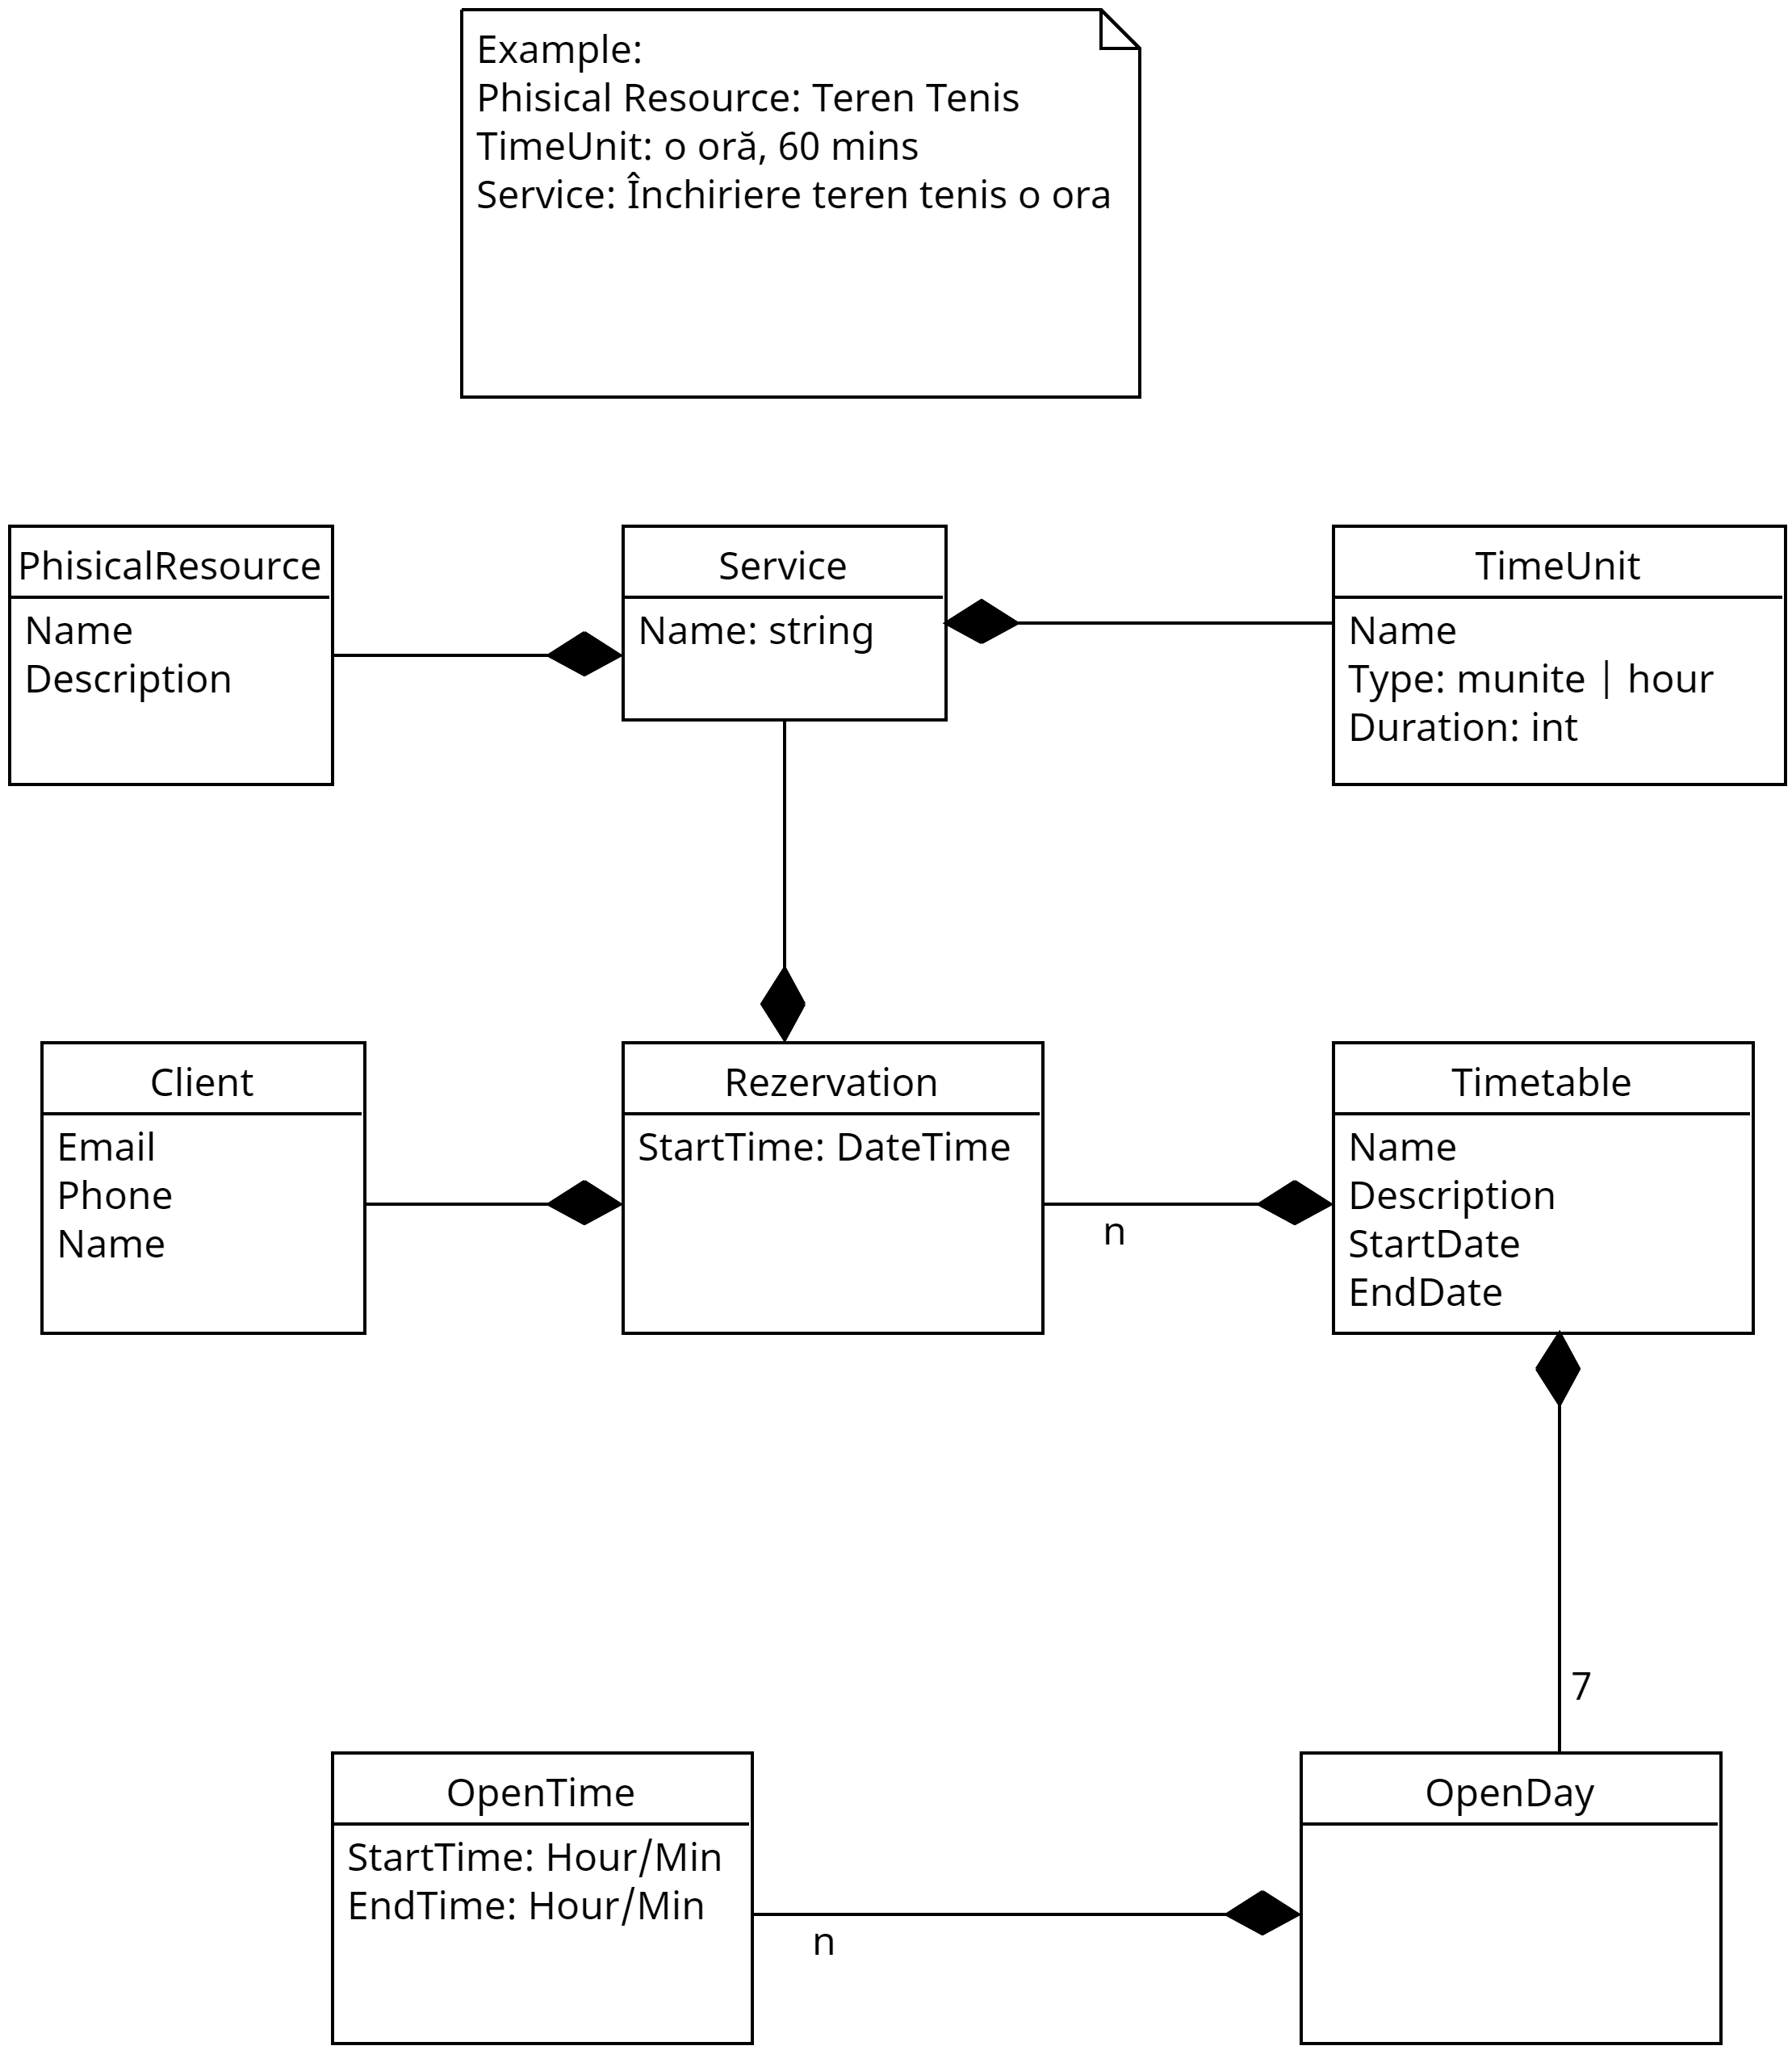 Example:
Phisical Resource: Teren Tenis
TimeUnit: o oră, 60 mins
Service: Închiriere teren tenis o ora
PhisicalResource
Name
Description
Service
Name: string
TimeUnit
Name
Type: munite | hour
Duration: int
Client
Email
Phone
Name
Rezervation
StartTime: DateTime
n
Timetable
Name
Description
StartDate
EndDate
7
OpenTime
StartTime: Hour/Min
EndTime: Hour/Min
n
OpenDay